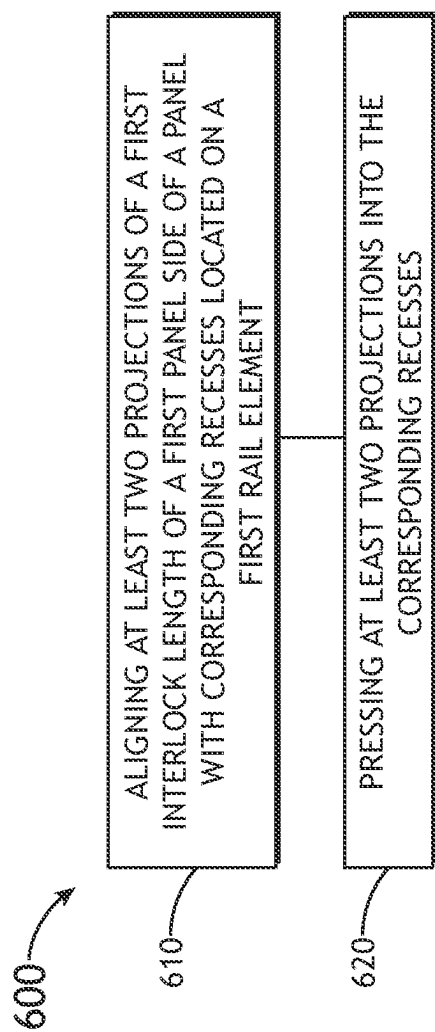 600
610
ALIGNING AT LEAST TWO PROJECTIONS OF A FIRST
INTERLOCK LENGTH OF A FIRST PANEL SIDE OF A PANEL
WITH CORRESPONDING RECESSES LOCATED ON A
FIRST RAIL ELEMENT
620
PRESSING AT LEAST TWO PROJECTIONS INTO THE
CORRESPONDING RECESSES